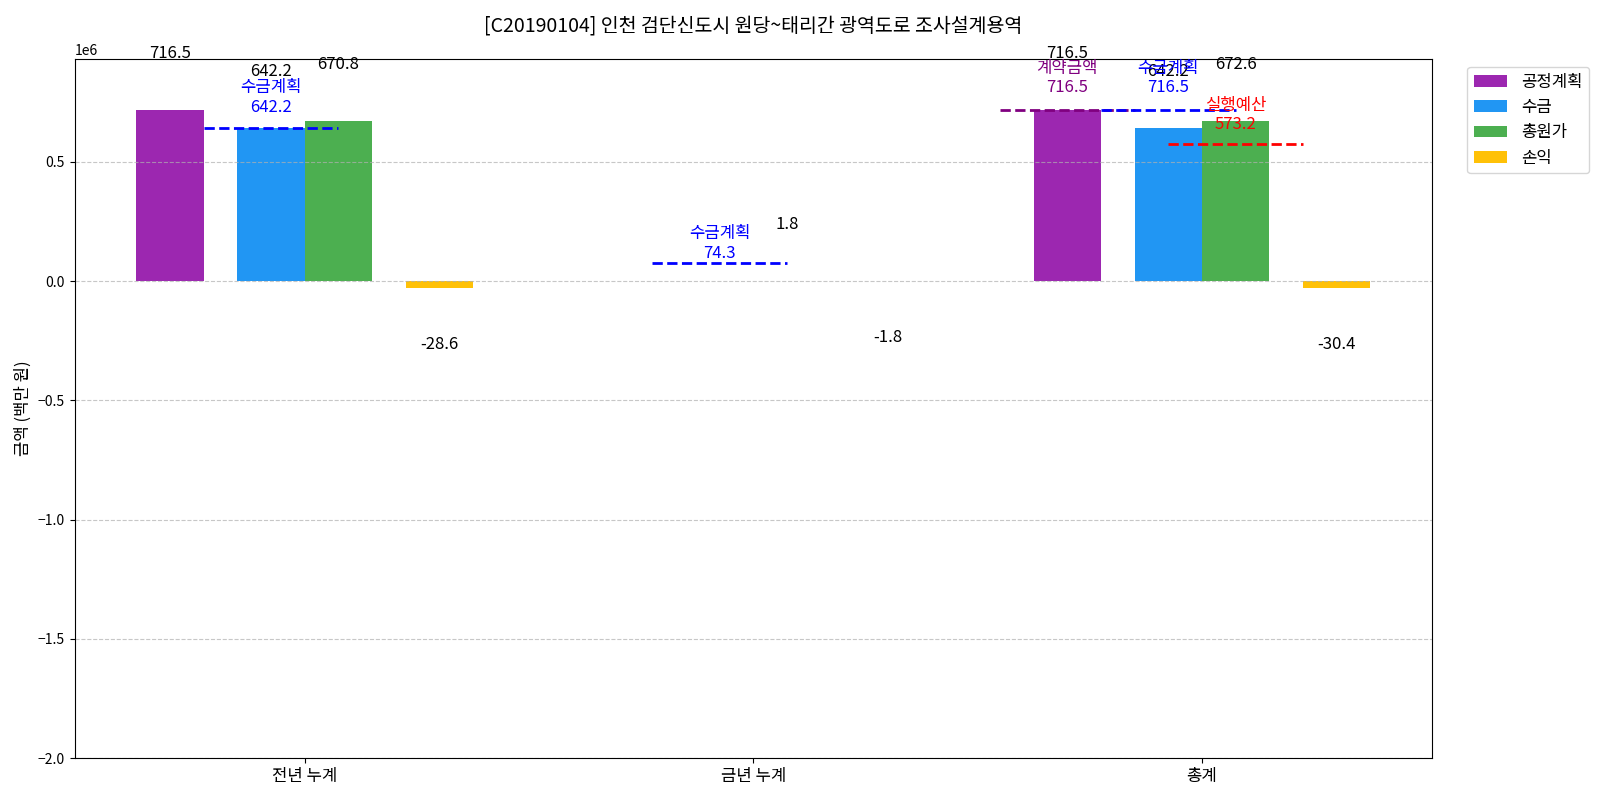 [C20190104] 인천 검단신도시 원당~태리간 광역도로 조사설계용역
1e6
716.5
642.2
670.8
수금계획
642.2
-28.6
수금계획
74.3
1.8
-1.8
716.5
계약금액
716.5
642.2
수금계획
716.5
672.6
실행예산
573.2
-30.4
공정계획
수금
총원가
손익
금액 (백만 원)
0.5
0.0
−0.5
−1.0
−1.5
−2.0
전년 누계
금년 누계
총계